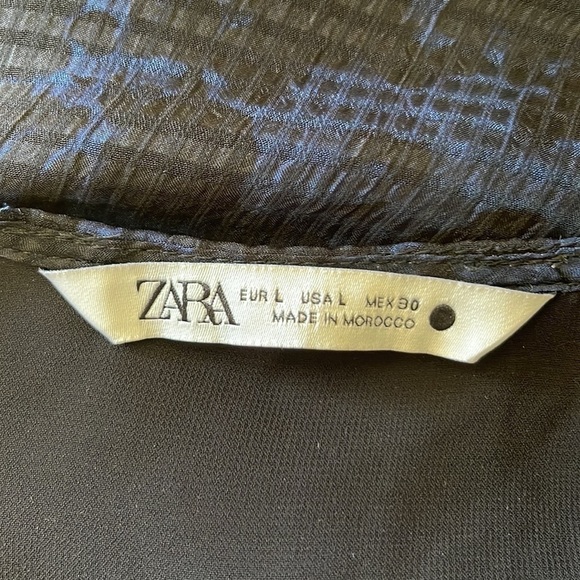 ZARA
EUR L USA L MEX 30
MADE IN MOROCCO